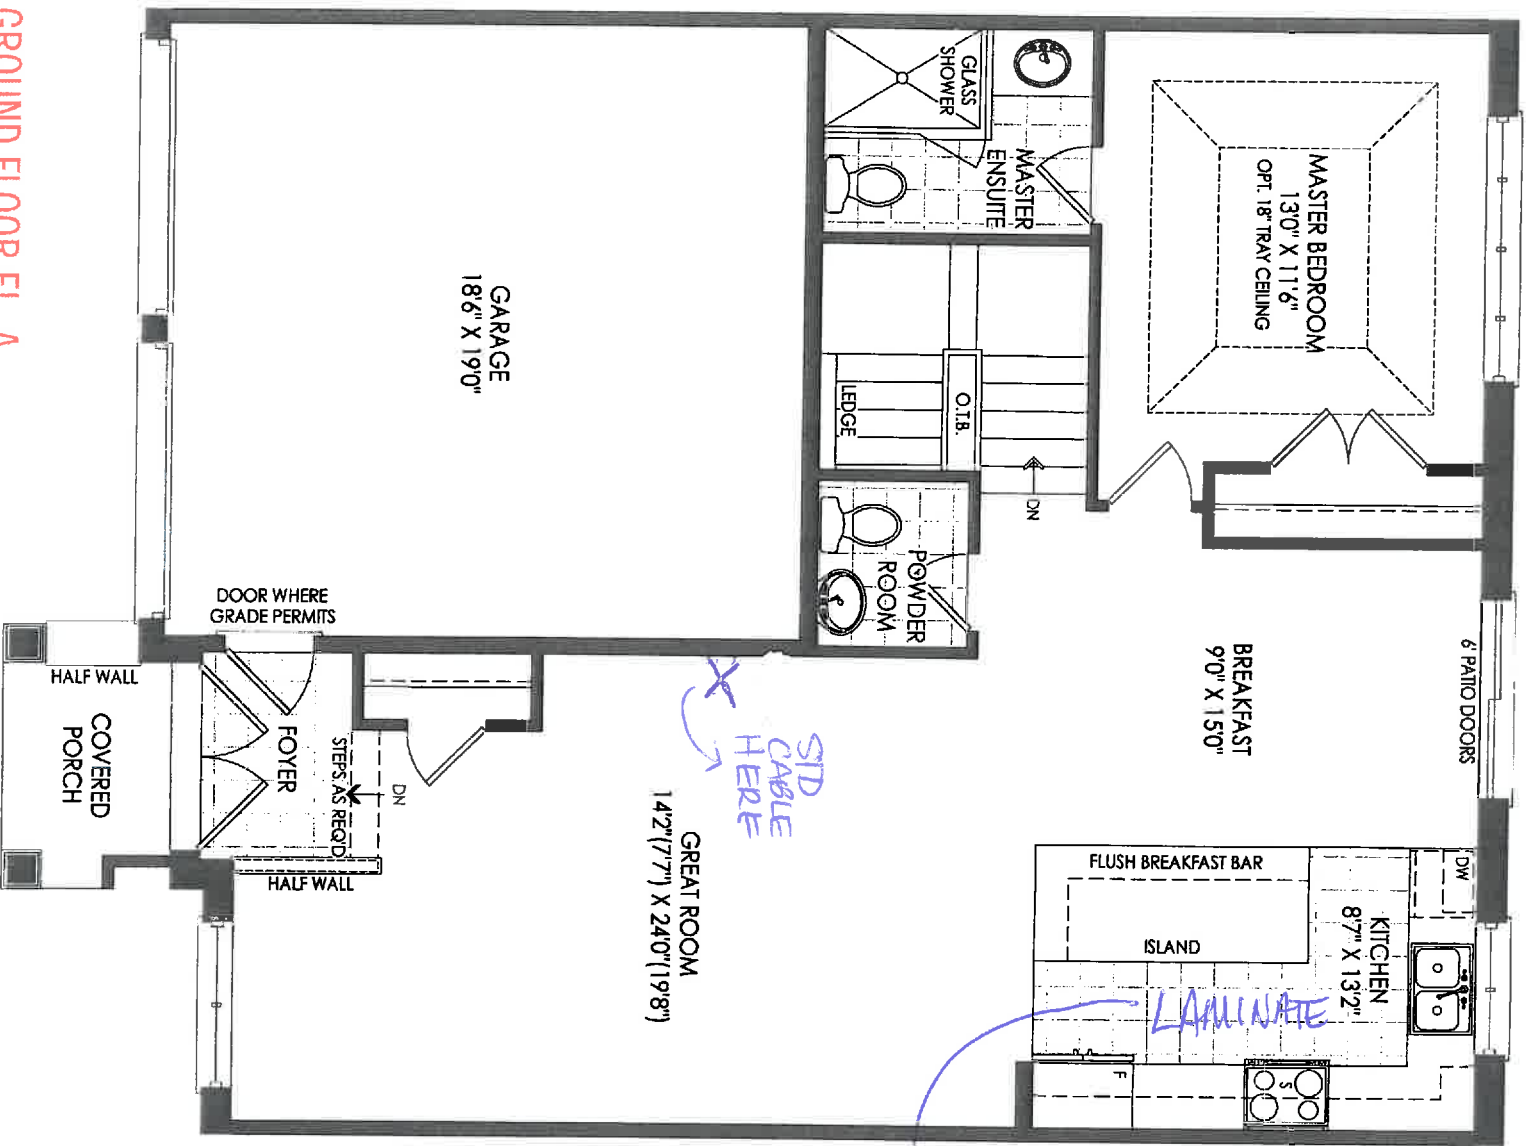 GROUND FLOOR EL. A
GLASS
SHOWER
MASTER
ENSUITE
MASTER BEDROOM
13'0" X 11'6"
OPT. 18" TRAY CEILING
GARAGE
18'6" X 19'0"
LEDGE
O.T.B.
DN
POWDER
ROOM
BREAKFAST
9'0" X 15'0"
6' PATIO DOORS
DOOR WHERE
GRADE PERMITS
HALF WALL
COVERED
PORCH
FOYER
STEPS AS REQ'D
DN
HALF WALL
STD
CABLE
HERE
GREAT ROOM
14'2"(7'7") X 24'0"(19'8")
FLUSH BREAKFAST BAR
ISLAND
KITCHEN
8'7" X 13'2"
DW
LAMINATE
F
S